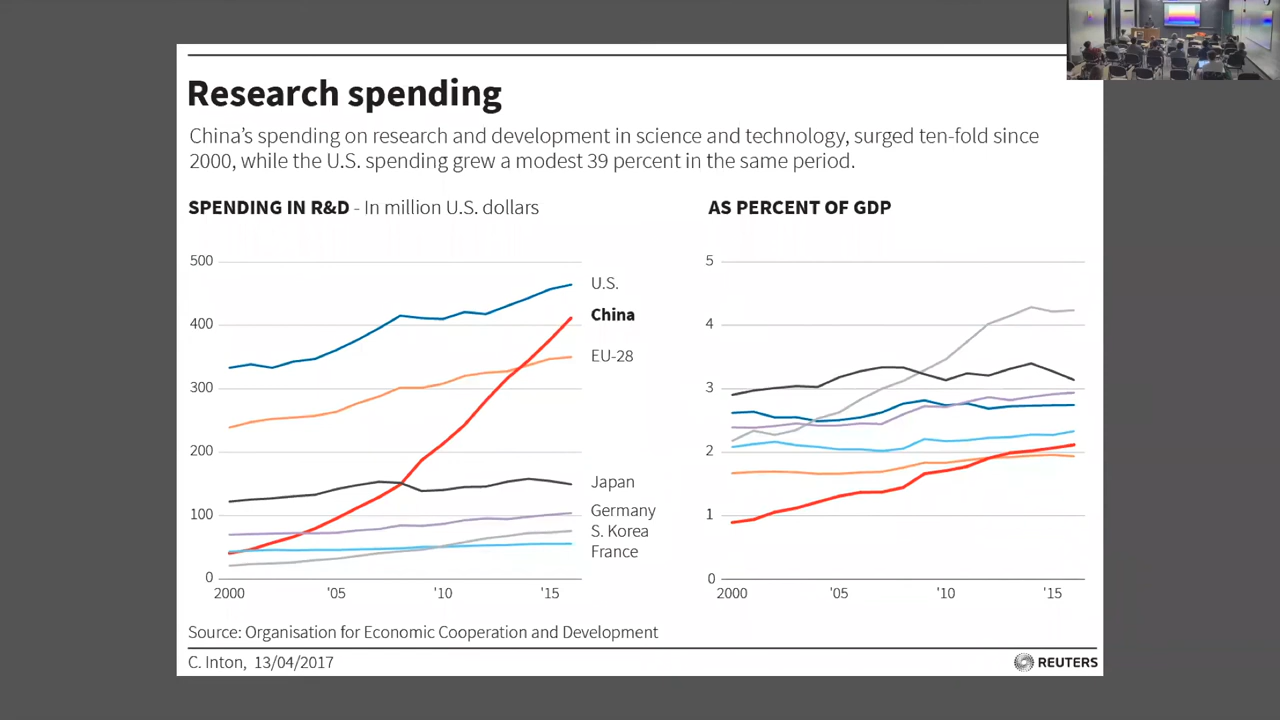 Research spending
China's spending on research and development in science and technology, surged ten-fold since
2000, while the U.S. spending grew a modest 39 percent in the same period.
SPENDING IN R&D - In million U.S. dollars
500
400
300
200
100
0
2000 '05 '10 '15
U.S.
China
EU-28
Japan
Germany
S. Korea
France
AS PERCENT OF GDP
5
4
3
2
1
0
2000 '05 '10 '15
Source: Organisation for Economic Cooperation and Development
C. Inton, 13/04/2017
REUTERS